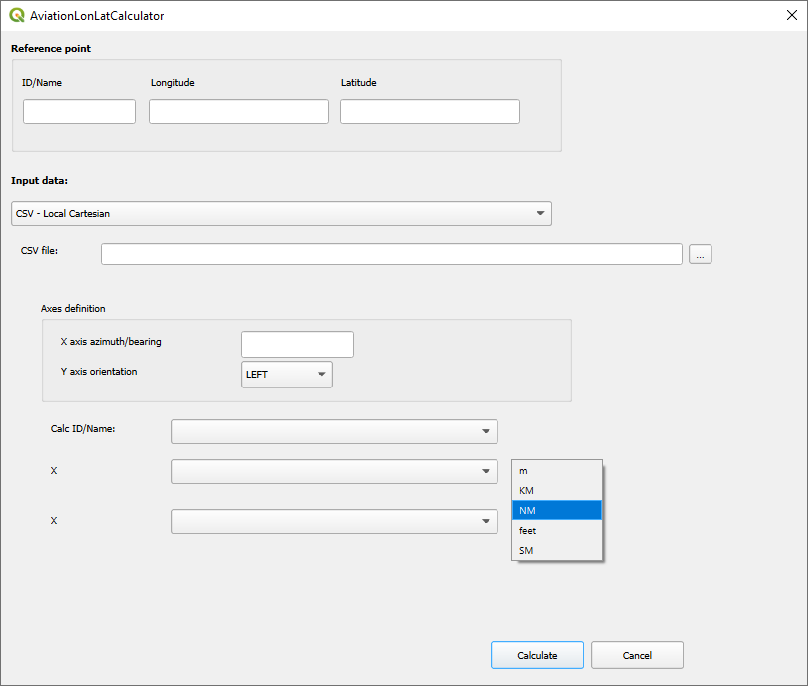 AviationLonLatCalculator
Reference point
ID/Name Longitude Latitude
Input data:
CSV - Local Cartesian
CSV file: ...
Axes definition
X axis azimuth/bearing
Y axis orientation LEFT
Calc ID/Name:
X m
KM
NM
X feet
SM
Calculate Cancel